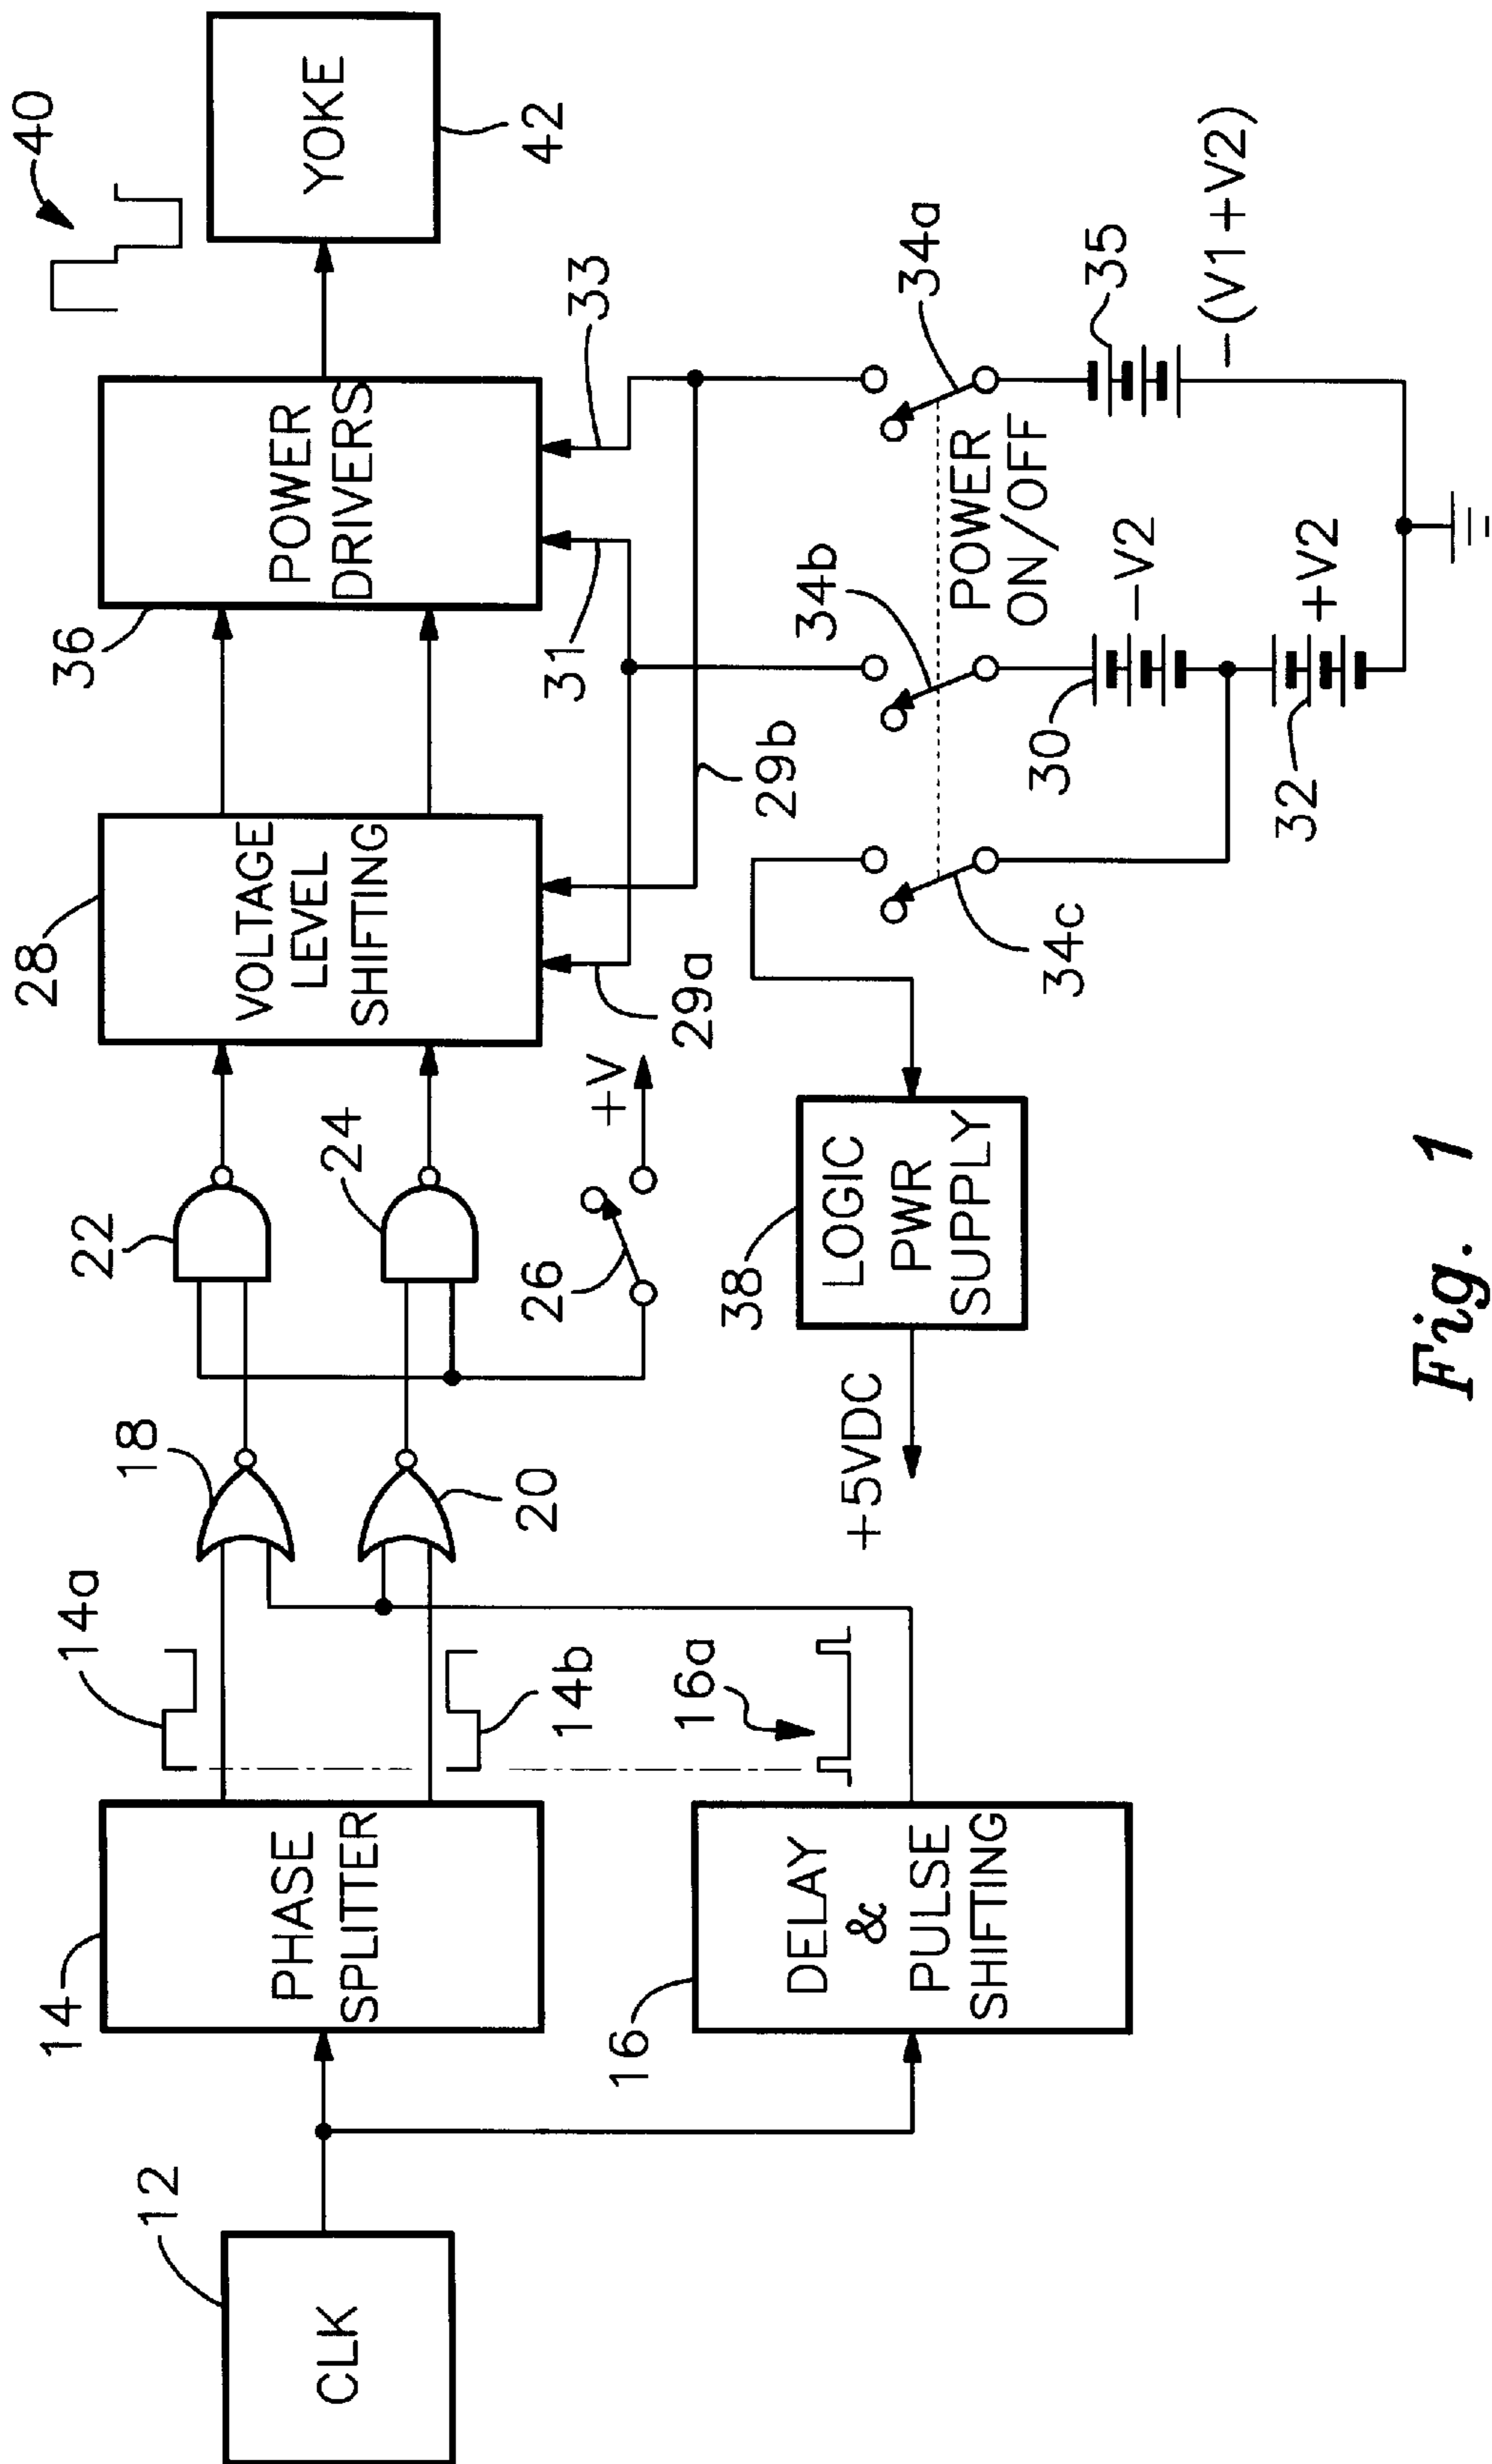 12
CLK
14
PHASE
SPLITTER
14a
14b
16
DELAY
&
PULSE
SHIFTING
16a
18
20
22
24
26
+V
28
VOLTAGE
LEVEL
SHIFTING
29a
29b
36
POWER
DRIVERS
31
33
40
YOKE
42
38
LOGIC
PWR
SUPPLY
+5VDC
34c
34b
34a
POWER
ON/OFF
30
-V2
32
+V2
35
-(V1+V2)
Fig. 1